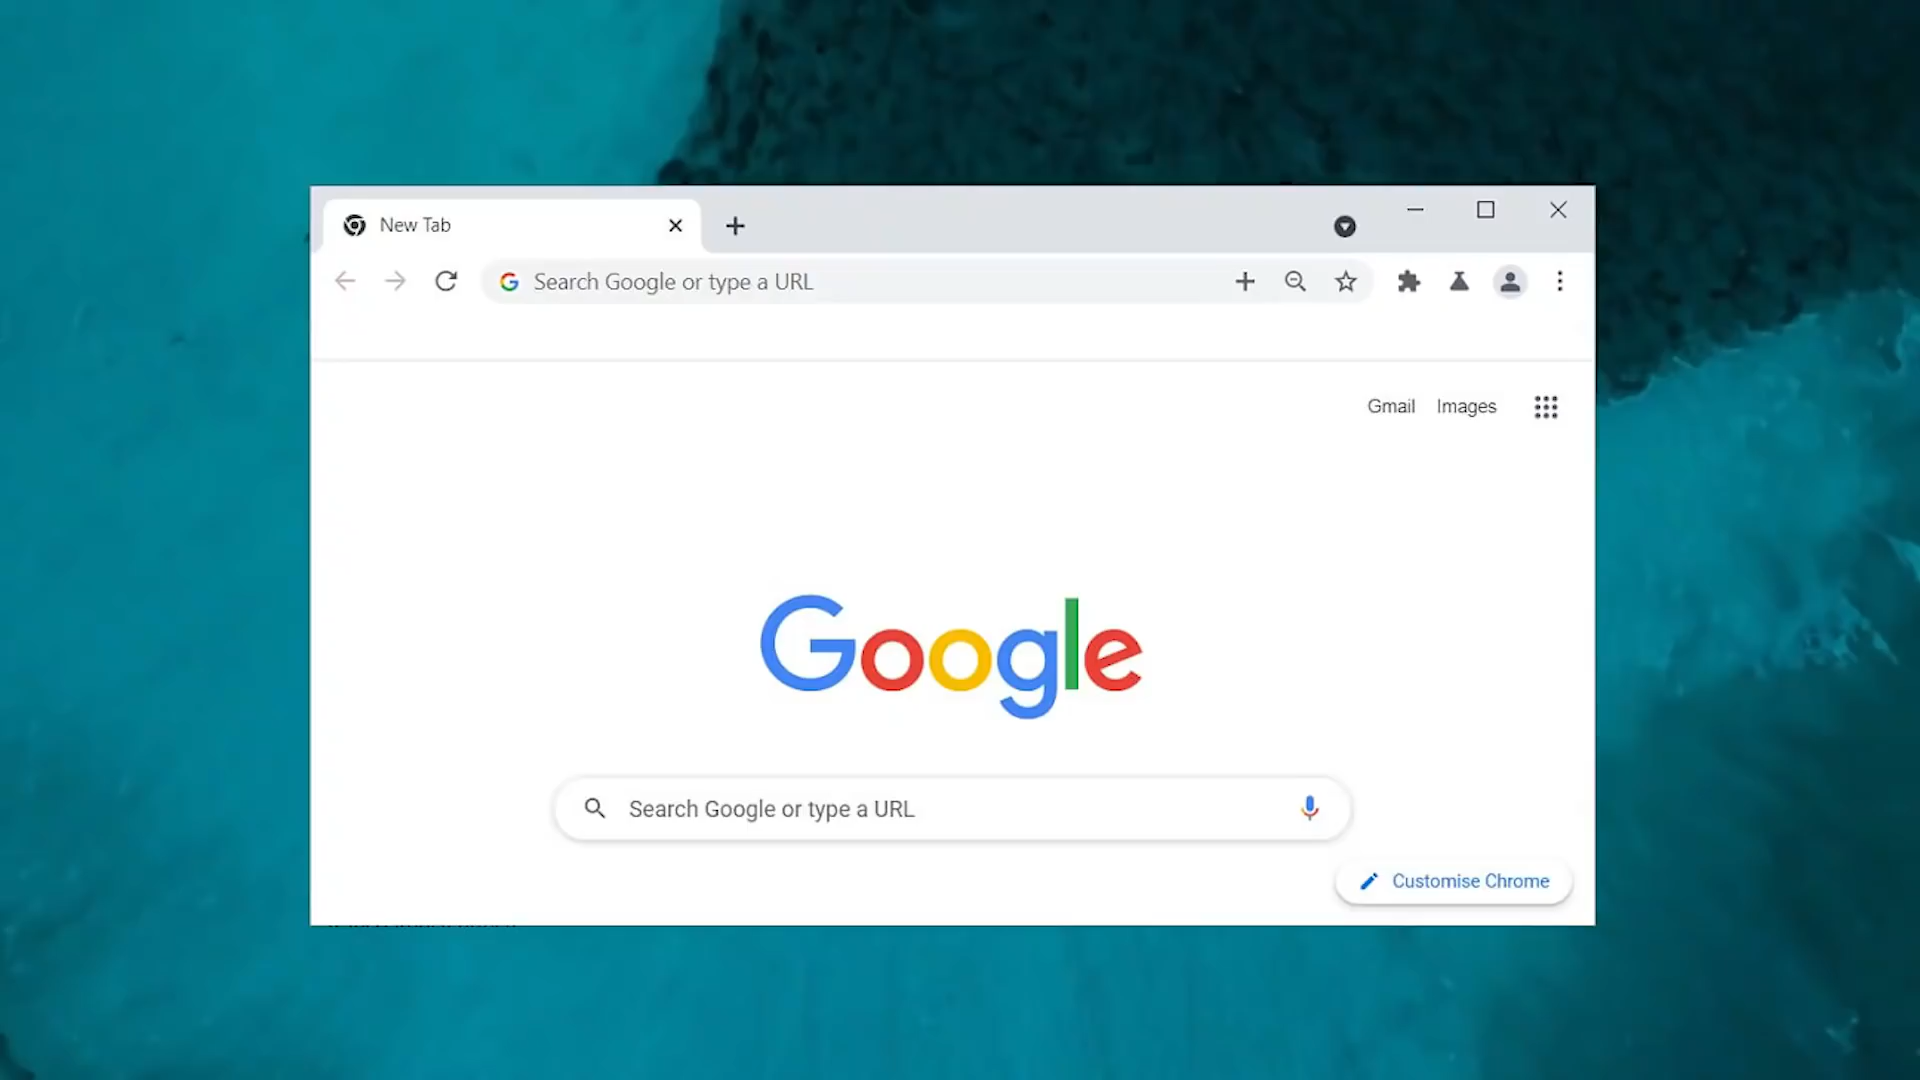 New Tab
Search Google or type a URL
Gmail Images
Google
Search Google or type a URL
Customise Chrome